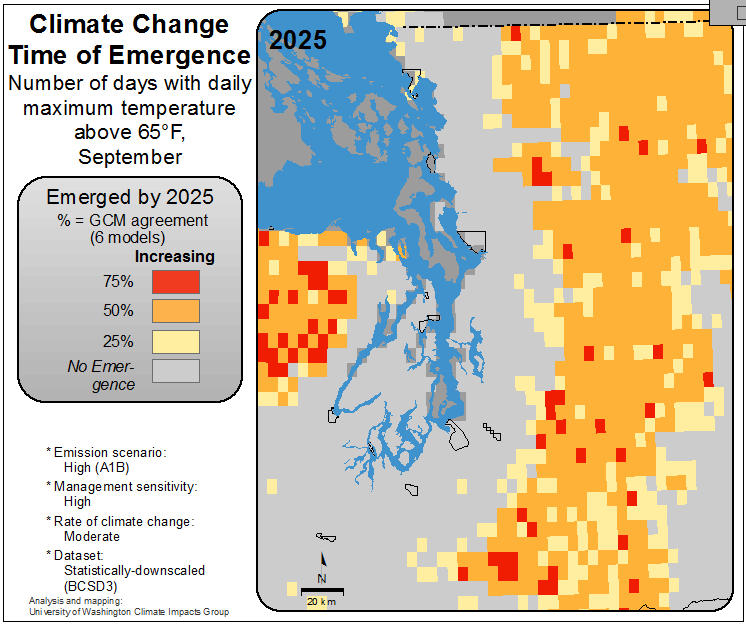 Climate Change
Time of Emergence
Number of days with daily
maximum temperature
above 65°F,
September
Emerged by 2025
% = GCM agreement
(6 models)
Increasing
75%
50%
25%
No Emer-
gence
* Emission scenario:
High (A1B)
* Management sensitivity:
High
* Rate of climate change:
Moderate
* Dataset:
Statistically-downscaled
(BCSD3)
Analysis and mapping:
University of Washington Climate Impacts Group
2025
N
20 km